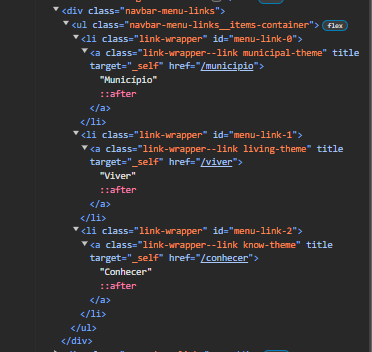 <div class="navbar-menu-links">
<ul class="navbar-menu-links__items-container"> flex
<li class="link-wrapper" id="menu-link-0">
<a class="link-wrapper--link municipal-theme" title
target="_self" href="/municipio">
"Município"
::after
</a>
</li>
<li class="link-wrapper" id="menu-link-1">
<a class="link-wrapper--link living-theme" title
target="_self" href="/viver">
"Viver"
::after
</a>
</li>
<li class="link-wrapper" id="menu-link-2">
<a class="link-wrapper--link know-theme" title
target="_self" href="/conhecer">
"Conhecer"
::after
</a>
</li>
</ul>
</div>